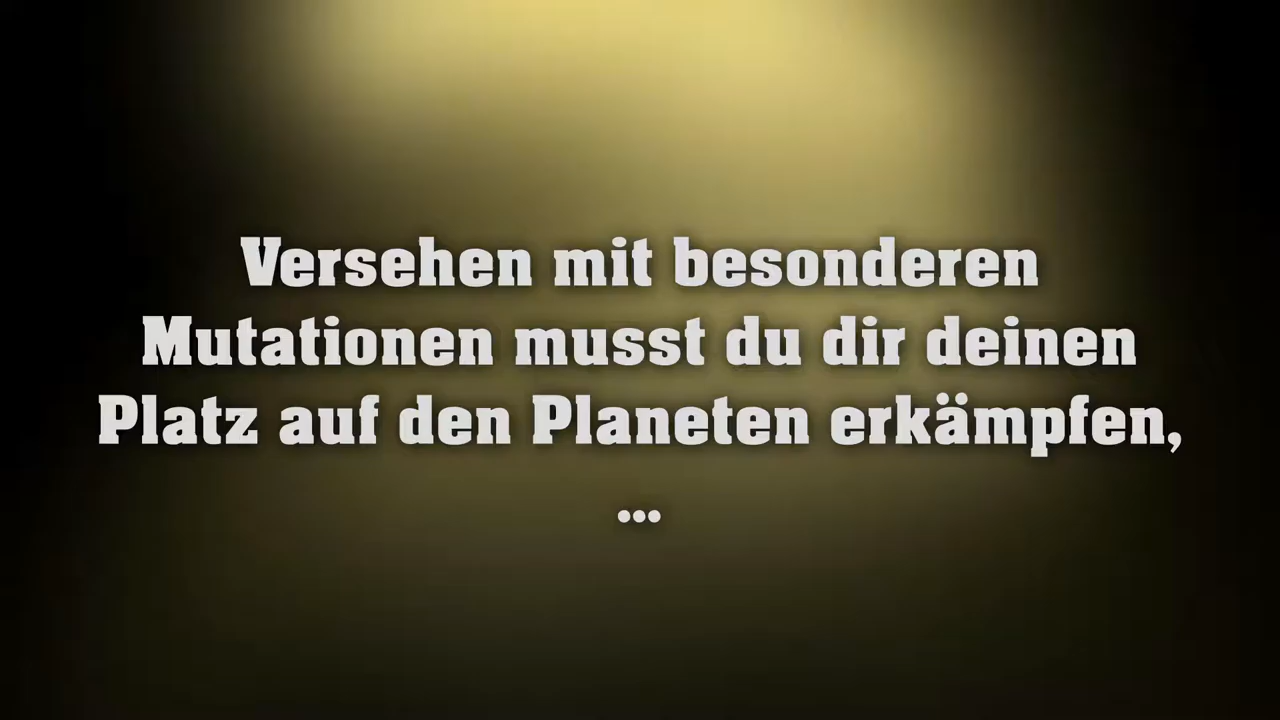 Versehen mit besonderen
Mutationen musst du dir deinen
Platz auf den Planeten erkämpfen,
...